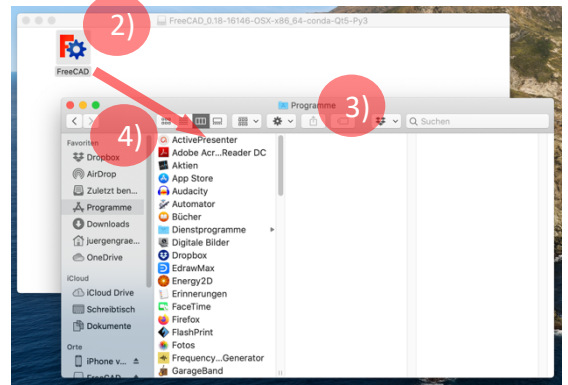 2)
FreeCAD_0.18-16146-OSX-x86_64-conda-Qt5-Py3
FreeCAD
Programme
3)
4)
Suchen
Favoriten
Dropbox
AirDrop
Zuletzt ben...
Programme
Downloads
juergengrae...
OneDrive
iCloud
iCloud Drive
Schreibtisch
Dokumente
Orte
iPhone v...
FreeCAD
ActivePresenter
Adobe Acr...Reader DC
Aktien
App Store
Audacity
Automator
Bücher
Dienstprogramme
Digitale Bilder
Dropbox
EdrawMax
Energy2D
Erinnerungen
FaceTime
Firefox
FlashPrint
Fotos
Frequency...Generator
GarageBand